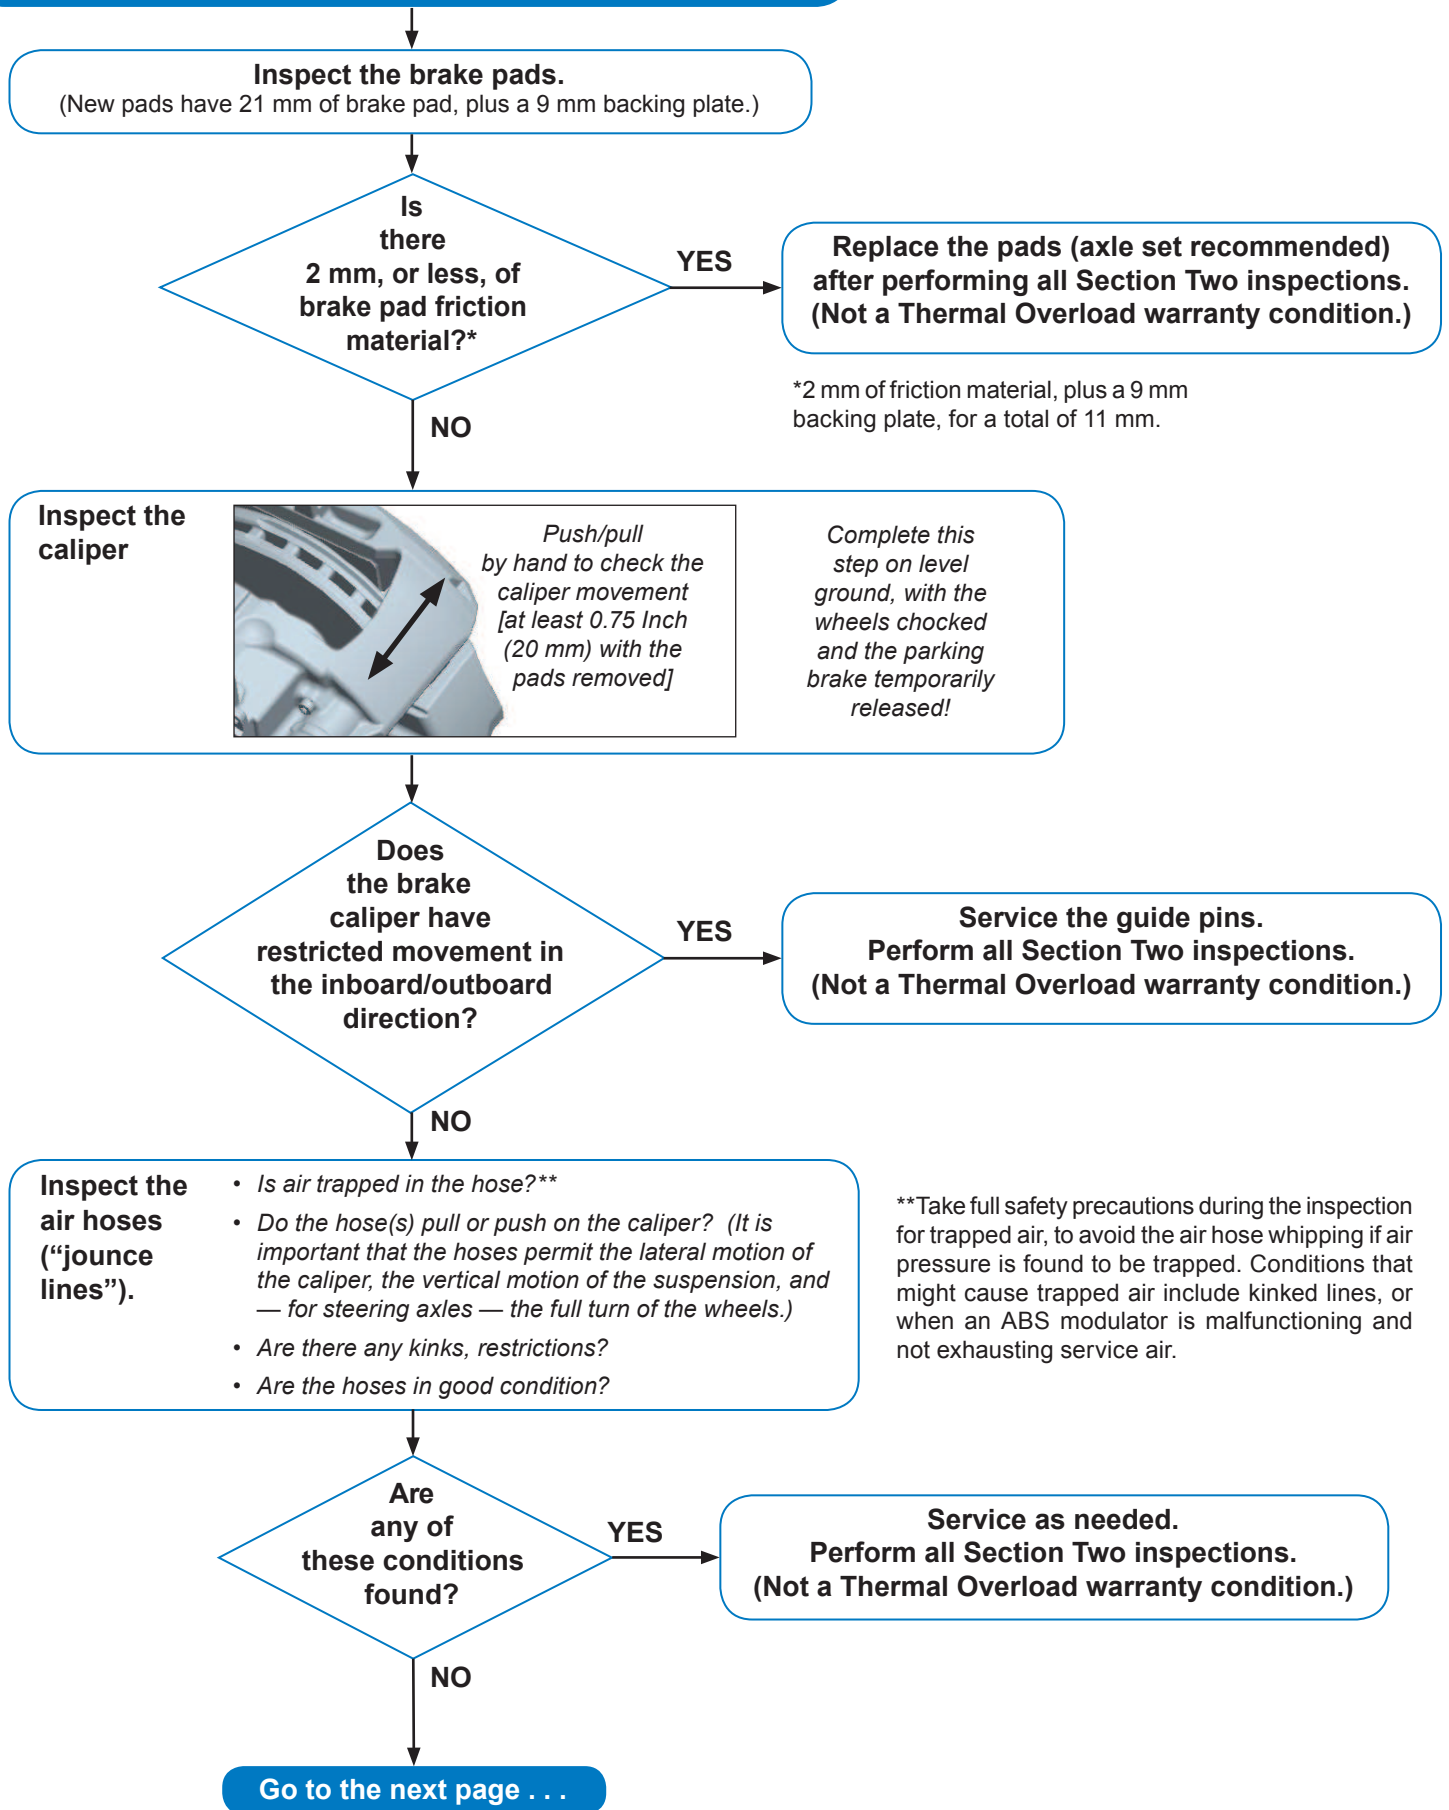 Inspect the brake pads.
(New pads have 21 mm of brake pad, plus a 9 mm backing plate.)
Is
there
2 mm, or less, of
brake pad friction
material?*
YES
Replace the pads (axle set recommended)
after performing all Section Two inspections.
(Not a Thermal Overload warranty condition.)
*2 mm of friction material, plus a 9 mm
backing plate, for a total of 11 mm.
NO
Inspect the
caliper
Push/pull
by hand to check the
caliper movement
[at least 0.75 Inch
(20 mm) with the
pads removed]
Complete this
step on level
ground, with the
wheels chocked
and the parking
brake temporarily
released!
Does
the brake
caliper have
restricted movement in
the inboard/outboard
direction?
YES
Service the guide pins.
Perform all Section Two inspections.
(Not a Thermal Overload warranty condition.)
NO
Inspect the
air hoses
(“jounce
lines”).
• Is air trapped in the hose?**
• Do the hose(s) pull or push on the caliper? (It is
important that the hoses permit the lateral motion of
the caliper, the vertical motion of the suspension, and
— for steering axles — the full turn of the wheels.)
• Are there any kinks, restrictions?
• Are the hoses in good condition?
**Take full safety precautions during the inspection
for trapped air, to avoid the air hose whipping if air
pressure is found to be trapped. Conditions that
might cause trapped air include kinked lines, or
when an ABS modulator is malfunctioning and
not exhausting service air.
Are
any of
these conditions
found?
YES
Service as needed.
Perform all Section Two inspections.
(Not a Thermal Overload warranty condition.)
NO
Go to the next page . . .